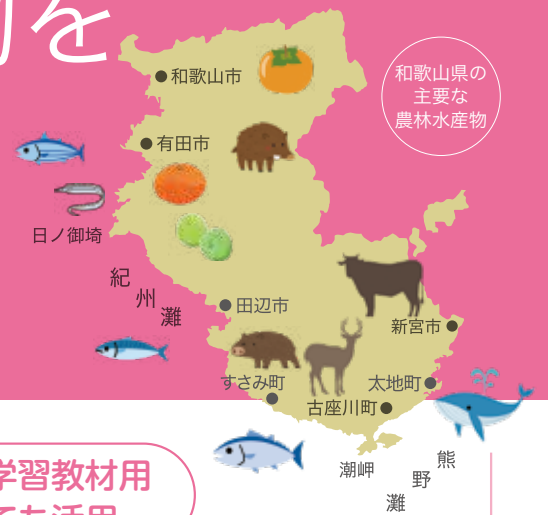 を
和歌山県の
主要な
農林水産物
和歌山市
有田市
日ノ御埼
紀州灘
田辺市
新宮市
すさみ町
太地町
古座川町
潮岬
熊野灘
学習教材用